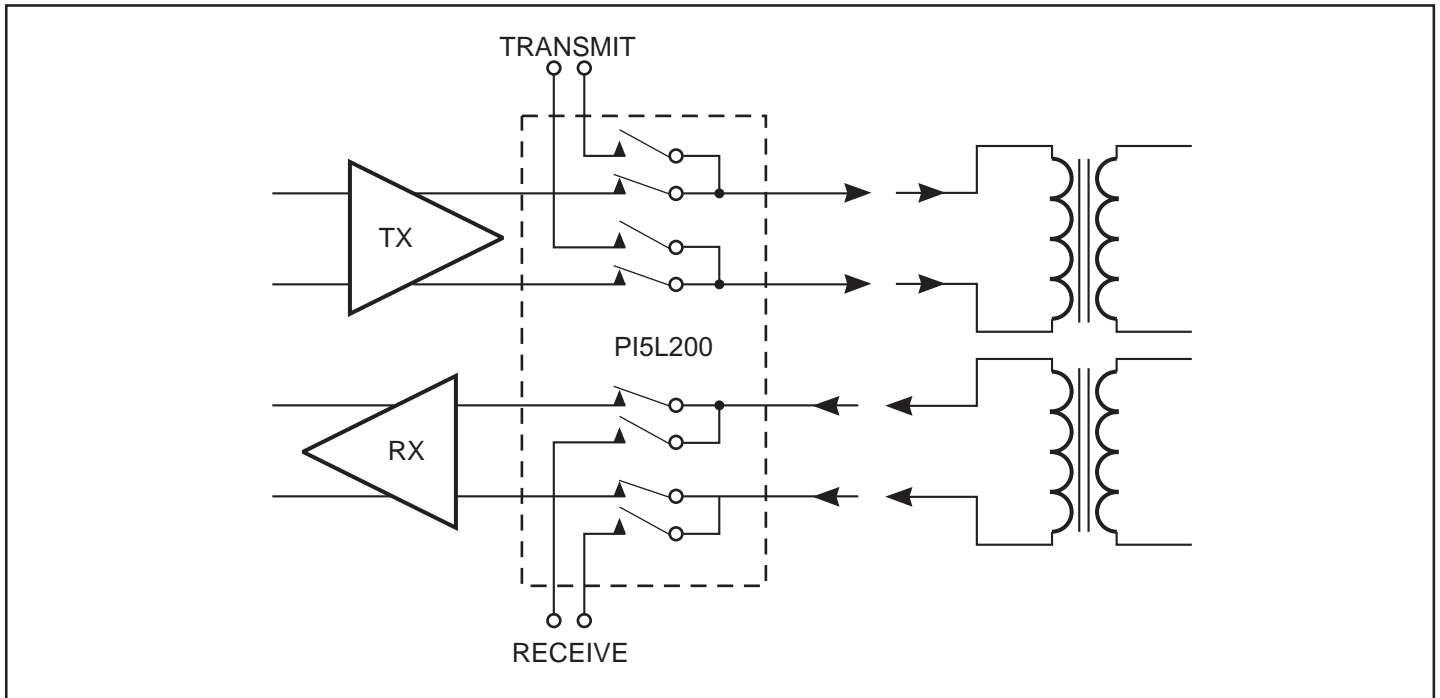 TRANSMIT
TX
PI5L200
RX
RECEIVE